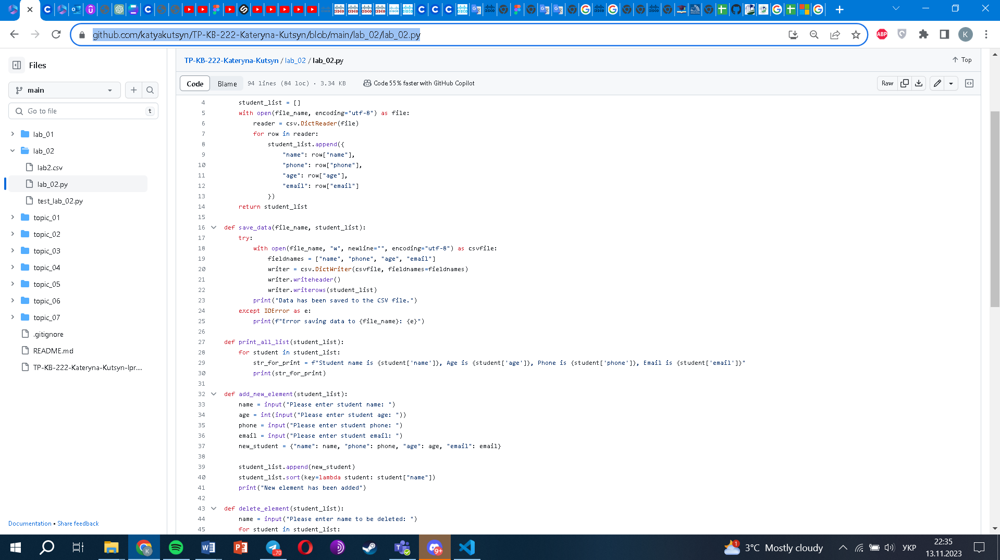 github.com/katyakutsyn/TP-KB-222-Kateryna-Kutsyn/blob/main/lab_02/lab_02.py
ABP
K
Files
TP-KB-222-Kateryna-Kutsyn / lab_02 / lab_02.py
Top
main
Code Blame 94 lines (84 loc) · 3.34 KB Code 55% faster with GitHub Copilot Raw
Go to file t
lab_01
lab_02
lab2.csv
lab_02.py
test_lab_02.py
topic_01
topic_02
topic_03
topic_04
topic_05
topic_06
topic_07
.gitignore
README.md
TP-KB-222-Kateryna-Kutsyn-lpr....
Documentation • Share feedback
4 student_list = []
5 with open(file_name, encoding="utf-8") as file:
6 reader = csv.DictReader(file)
7 for row in reader:
8 student_list.append({
9 "name": row["name"],
10 "phone": row["phone"],
11 "age": row["age"],
12 "email": row["email"]
13 })
14 return student_list
15
16 def save_data(file_name, student_list):
17 try:
18 with open(file_name, "w", newline="", encoding="utf-8") as csvfile:
19 fieldnames = ["name", "phone", "age", "email"]
20 writer = csv.DictWriter(csvfile, fieldnames=fieldnames)
21 writer.writeheader()
22 writer.writerows(student_list)
23 print("Data has been saved to the CSV file.")
24 except IOError as e:
25 print(f"Error saving data to {file_name}: {e}")
26
27 def print_all_list(student_list):
28 for student in student_list:
29 str_for_print = f"Student name is {student['name']}, Age is {student['age']}, Phone is {student['phone']}, Email is {student['email']}"
30 print(str_for_print)
31
32 def add_new_element(student_list):
33 name = input("Please enter student name: ")
34 age = int(input("Please enter student age: "))
35 phone = input("Please enter student phone: ")
36 email = input("Please enter student email: ")
37 new_student = {"name": name, "phone": phone, "age": age, "email": email}
38
39 student_list.append(new_student)
40 student_list.sort(key=lambda student: student["name"])
41 print("New element has been added")
42
43 def delete_element(student_list):
44 name = input("Please enter name to be deleted: ")
45 for student in student_list:
3°C Mostly cloudy
УКР
22:35
13.11.2023